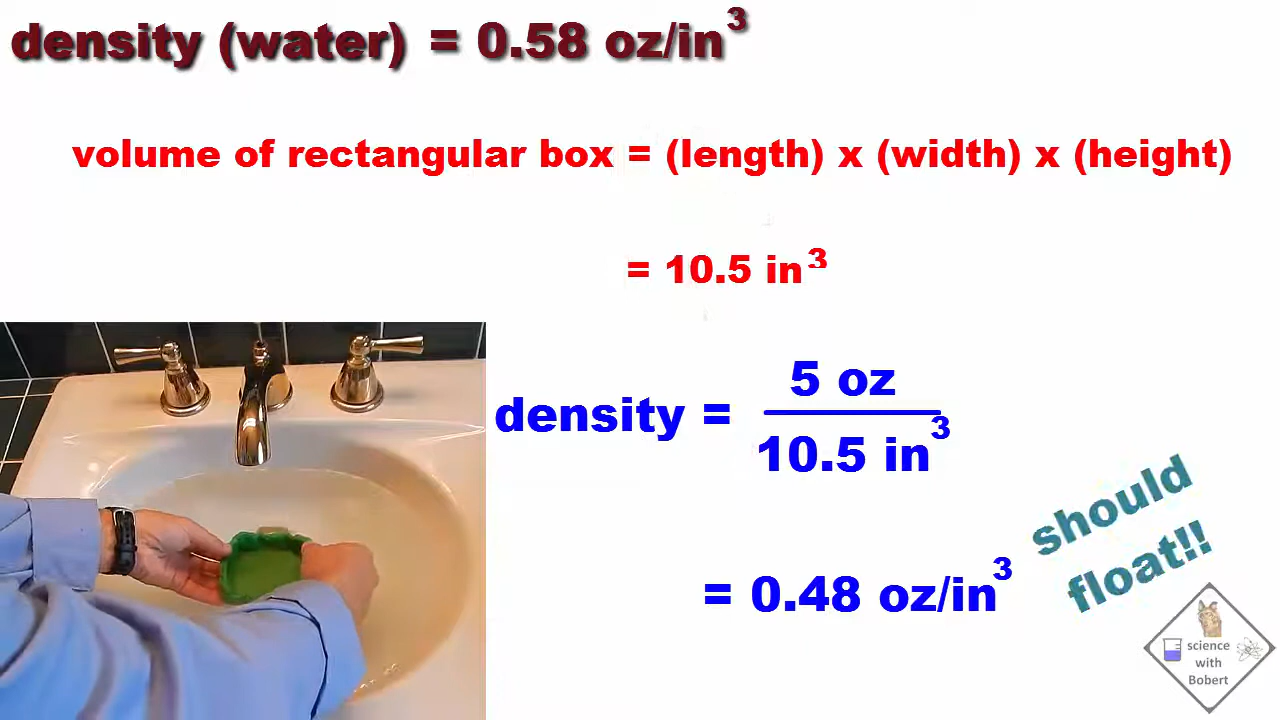 density (water) = 0.58 oz/in³
volume of rectangular box = (length) x (width) x (height)
= 10.5 in³
density = 5 oz
10.5 in³
= 0.48 oz/in³
should
float!!
science
with
Bobert